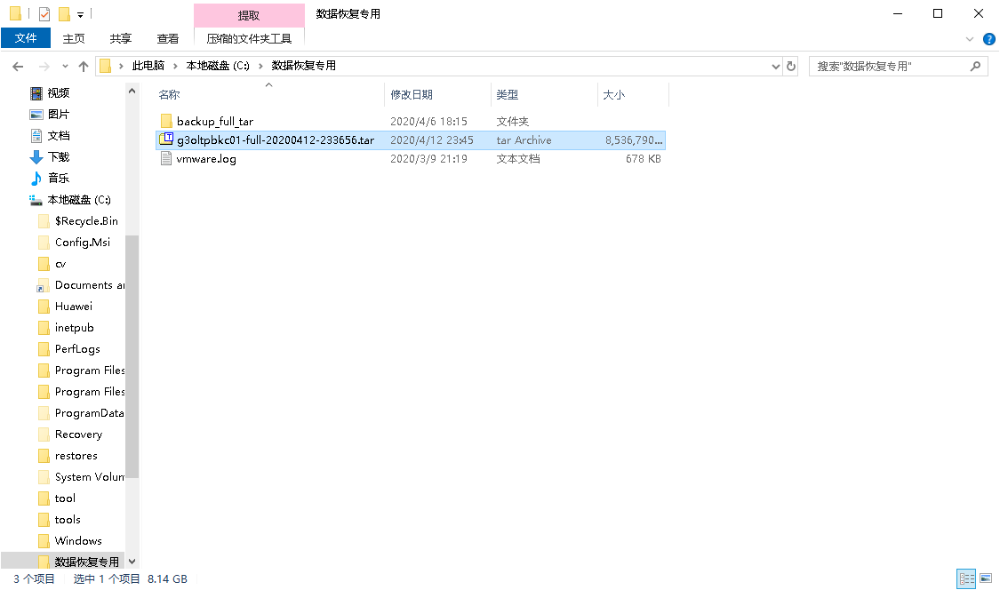 提取
数据恢复专用
文件 主页 共享 查看 压缩的文件夹工具
此电脑 本地磁盘 (C:) 数据恢复专用
搜索"数据恢复专用"
名称 修改日期 类型 大小
backup_full_tar 2020/4/6 18:15 文件夹
g3oltpbkc01-full-20200412-233656.tar 2020/4/12 23:45 tar Archive 8,536,790...
vmware.log 2020/3/9 21:19 文本文档 678 KB
视频
图片
文档
下载
音乐
本地磁盘 (C:)
$Recycle.Bin
Config.Msi
cv
Documents a
Huawei
inetpub
PerfLogs
Program Files
Program Files
ProgramData
Recovery
restores
System Volum
tool
tools
Windows
数据恢复专用
3 个项目 选中 1 个项目 8.14 GB